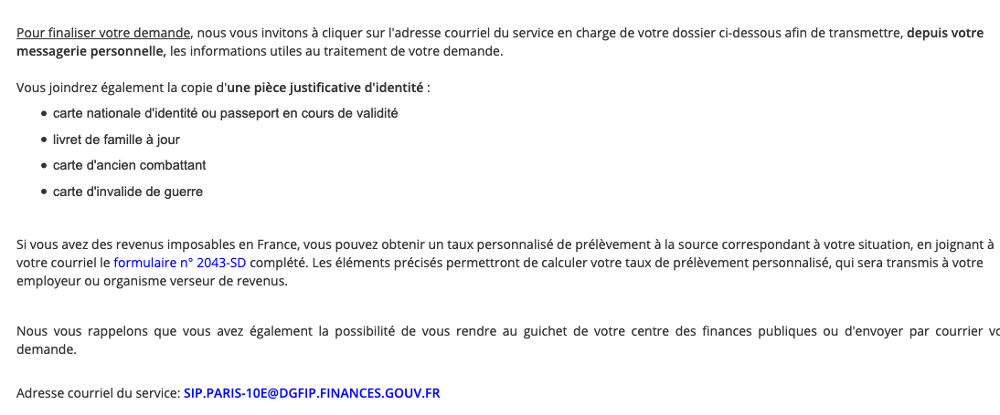 Pour finaliser votre demande, nous vous invitons à cliquer sur l'adresse courriel du service en charge de votre dossier ci-dessous afin de transmettre, depuis votre
messagerie personnelle, les informations utiles au traitement de votre demande.
Vous joindrez également la copie d'une pièce justificative d'identité :
• carte nationale d'identité ou passeport en cours de validité
• livret de famille à jour
• carte d'ancien combattant
• carte d'invalide de guerre
Si vous avez des revenus imposables en France, vous pouvez obtenir un taux personnalisé de prélèvement à la source correspondant à votre situation, en joignant à
votre courriel le formulaire n° 2043-SD complété. Les éléments précisés permettront de calculer votre taux de prélèvement personnalisé, qui sera transmis à votre
employeur ou organisme verseur de revenus.
Nous vous rappelons que vous avez également la possibilité de vous rendre au guichet de votre centre des finances publiques ou d'envoyer par courrier
demande.
Adresse courriel du service: SIP.PARIS-10E@DGFIP.FINANCES.GOUV.FR